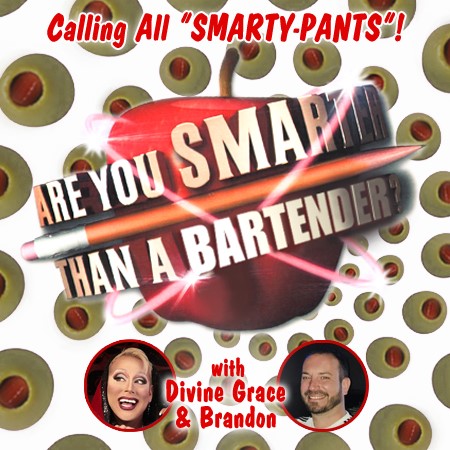 Calling All "SMARTY-PANTS"!
ARE YOU SMARTER
THAN A BARTENDER?
with
Divine Grace
& Brandon